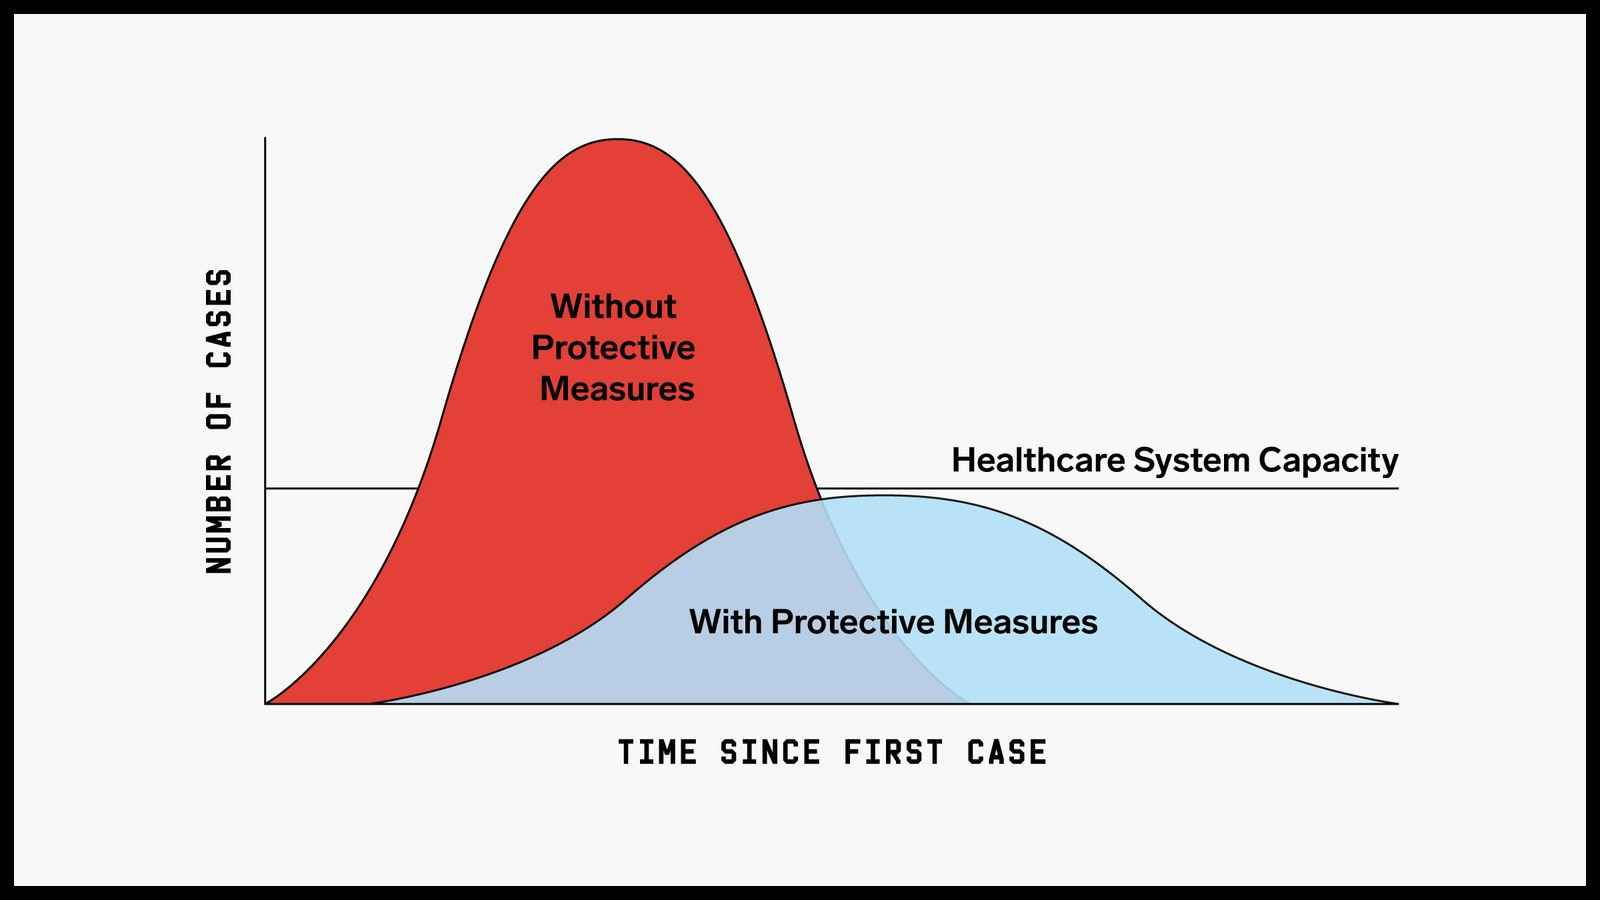 Without
Protective
Measures
Healthcare System Capacity
NUMBER OF CASES
With Protective Measures
TIME SINCE FIRST CASE